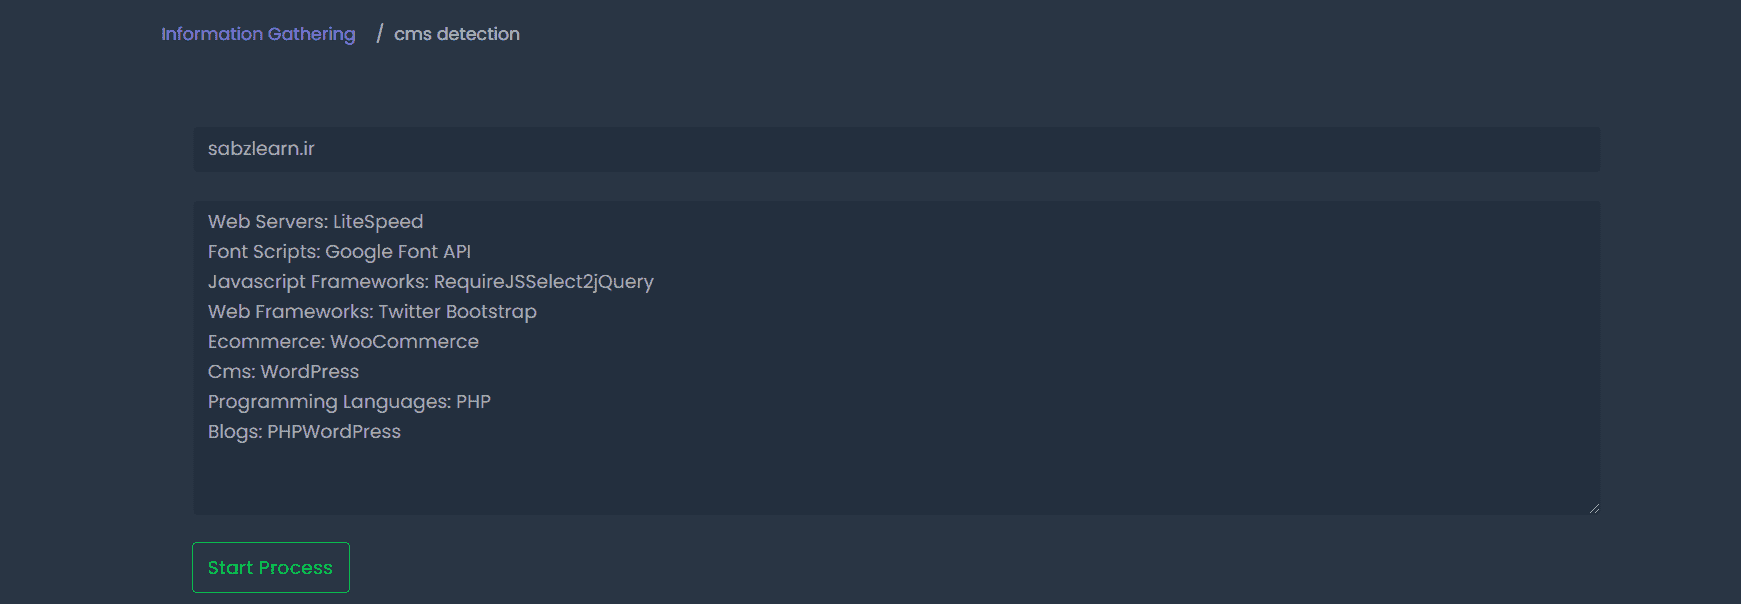 Information Gathering / cms detection
sabzlearn.ir
Web Servers: LiteSpeed
Font Scripts: Google Font API
Javascript Frameworks: RequireJSSelect2jQuery
Web Frameworks: Twitter Bootstrap
Ecommerce: WooCommerce
Cms: WordPress
Programming Languages: PHP
Blogs: PHPWordPress
Start Process